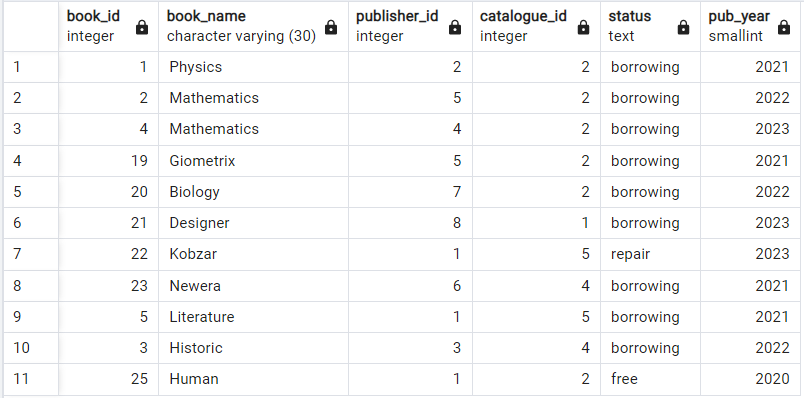 book_id book_name publisher_id catalogue_id status pub_year
integer character varying (30) integer integer text smallint
1 1 Physics 2 2 borrowing 2021
2 2 Mathematics 5 2 borrowing 2022
3 4 Mathematics 4 2 borrowing 2023
4 19 Giometrix 5 2 borrowing 2021
5 20 Biology 7 2 borrowing 2022
6 21 Designer 8 1 borrowing 2023
7 22 Kobzar 1 5 repair 2023
8 23 Newera 6 4 borrowing 2021
9 5 Literature 1 5 borrowing 2021
10 3 Historic 3 4 borrowing 2022
11 25 Human 1 2 free 2020